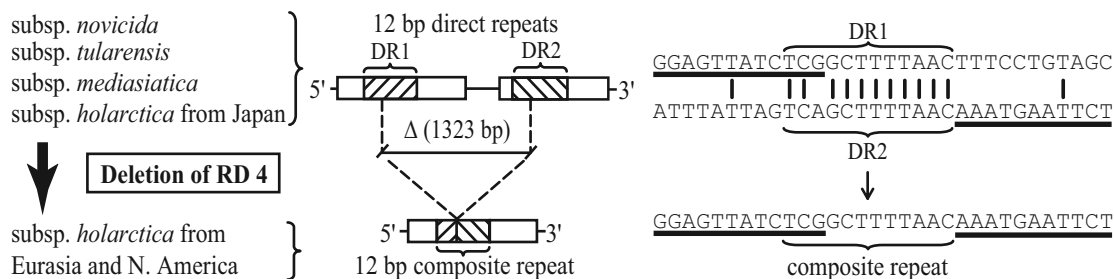 subsp. novicida
subsp. tularensis
subsp. mediasiatica
subsp. holarctica from Japan
Deletion of RD 4
subsp. holarctica from
Eurasia and N. America
12 bp direct repeats
DR1 DR2
5' 3'
Δ (1323 bp)
5' 3'
12 bp composite repeat
DR1
GGAGTTATCTCGGCTTTTAACTTTCCTGTAGC
ATTTATTAGTCAGCTTTTAACAAATGAATTCT
DR2
GGAGTTATCTCGGCTTTTAACAAATGAATTCT
composite repeat